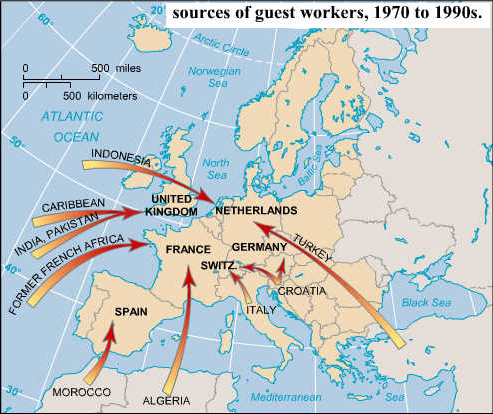 sources of guest workers, 1970 to 1990s.
60°
Arctic Circle
0 500 miles
0 500 kilometers
Norwegian
Sea
ATLANTIC
OCEAN
50°
INDONESIA
North
Sea
Baltic Sea
CARIBBEAN
UNITED
KINGDOM
NETHERLANDS
INDIA, PAKISTAN
FORMER FRENCH AFRICA
FRANCE
GERMANY
TURKEY
SWITZ.
40°
CROATIA
ITALY
Black Sea
SPAIN
MOROCCO
ALGERIA
30°
Mediterranean
Sea